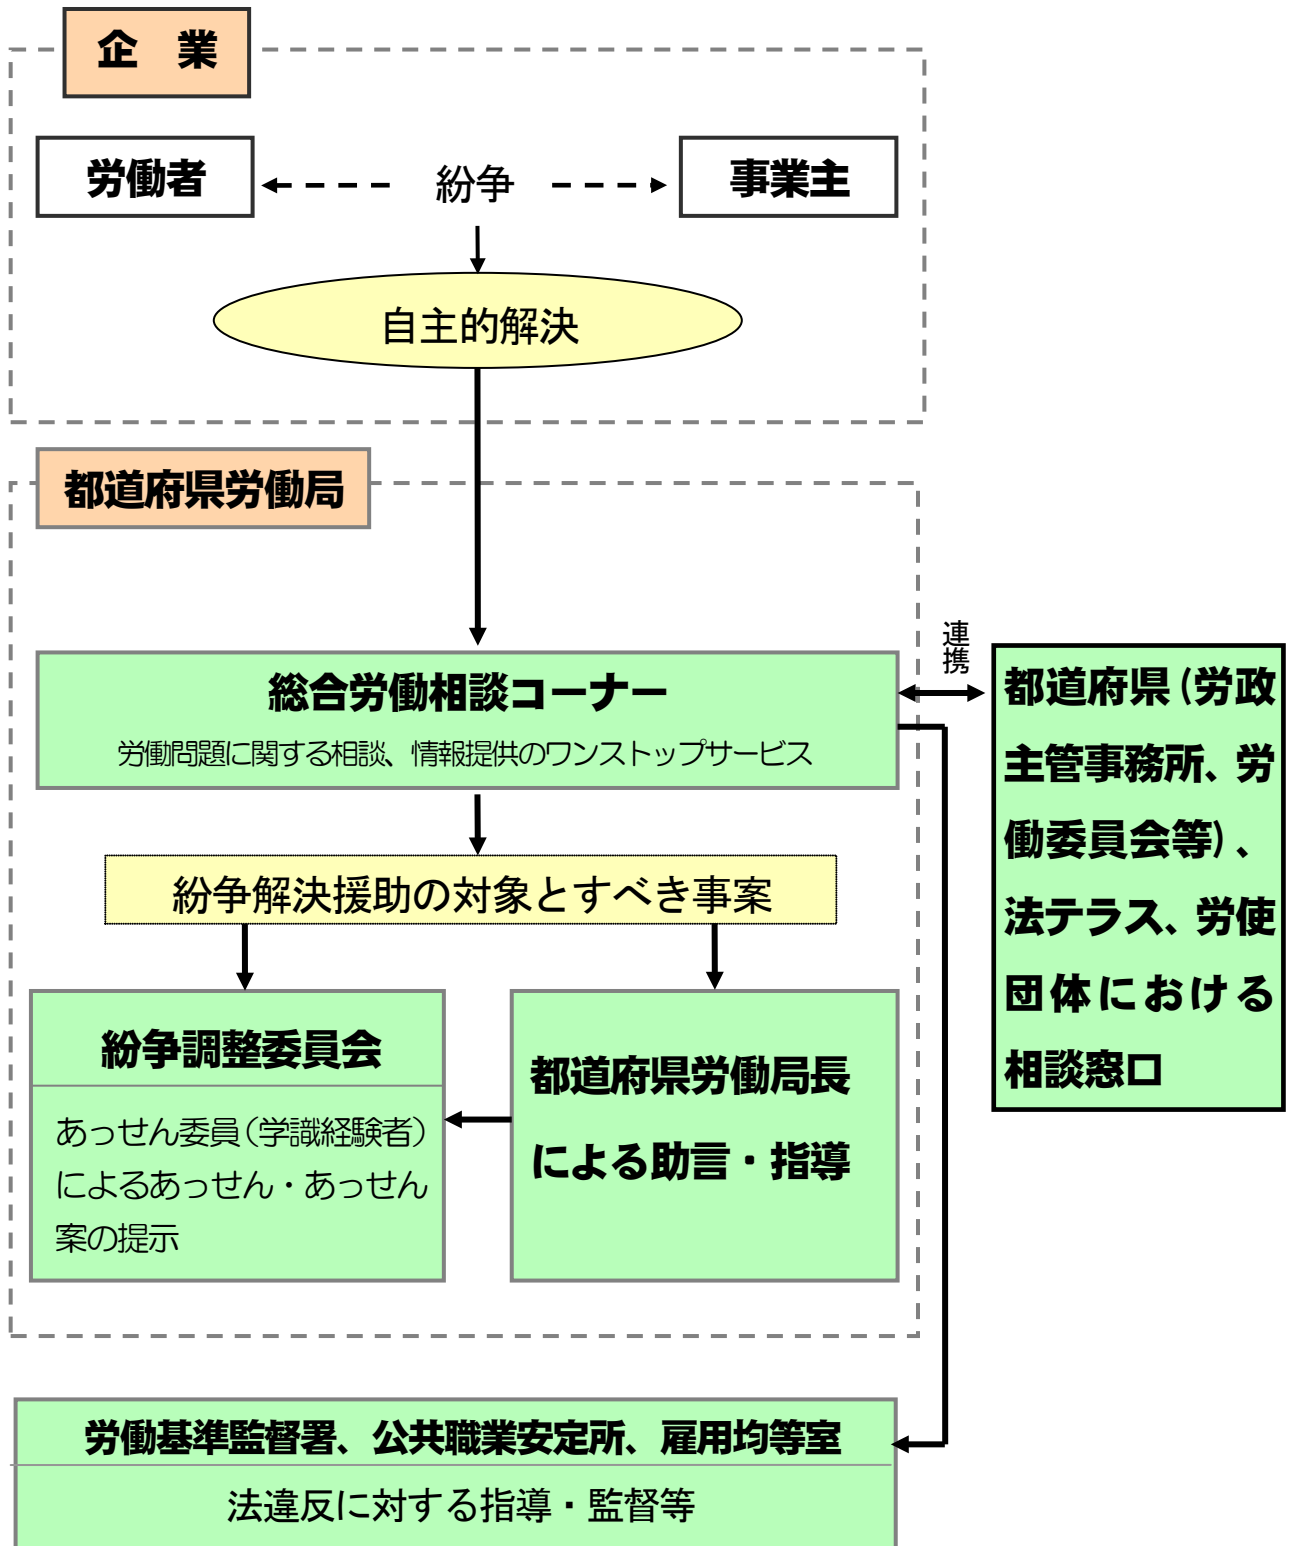 企　業
労働者
紛争
事業主
自主的解決
都道府県労働局
総合労働相談コーナー
労働問題に関する相談、情報提供のワンストップサービス
連携
都道府県（労政
主管事務所、労
働委員会等）、
法テラス、労使
団体における
相談窓口
紛争解決援助の対象とすべき事案
紛争調整委員会
あっせん委員（学識経験者）
によるあっせん・あっせん
案の提示
都道府県労働局長
による助言・指導
労働基準監督署、公共職業安定所、雇用均等室
法違反に対する指導・監督等